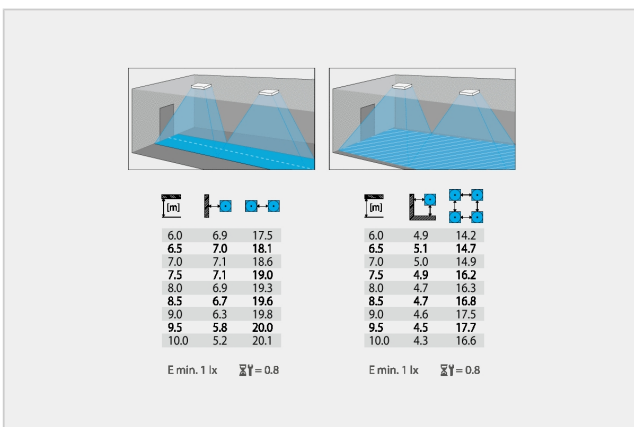 [m]
6.0 6.9 17.5
6.5 7.0 18.1
7.0 7.1 18.6
7.5 7.1 19.0
8.0 6.9 19.3
8.5 6.7 19.6
9.0 6.3 19.8
9.5 5.8 20.0
10.0 5.2 20.1
E min. 1 lx = 0.8
[m]
6.0 4.9 14.2
6.5 5.1 14.7
7.0 5.0 14.9
7.5 4.9 16.2
8.0 4.7 16.3
8.5 4.7 16.8
9.0 4.6 17.5
9.5 4.5 17.7
10.0 4.3 16.6
E min. 1 lx = 0.8